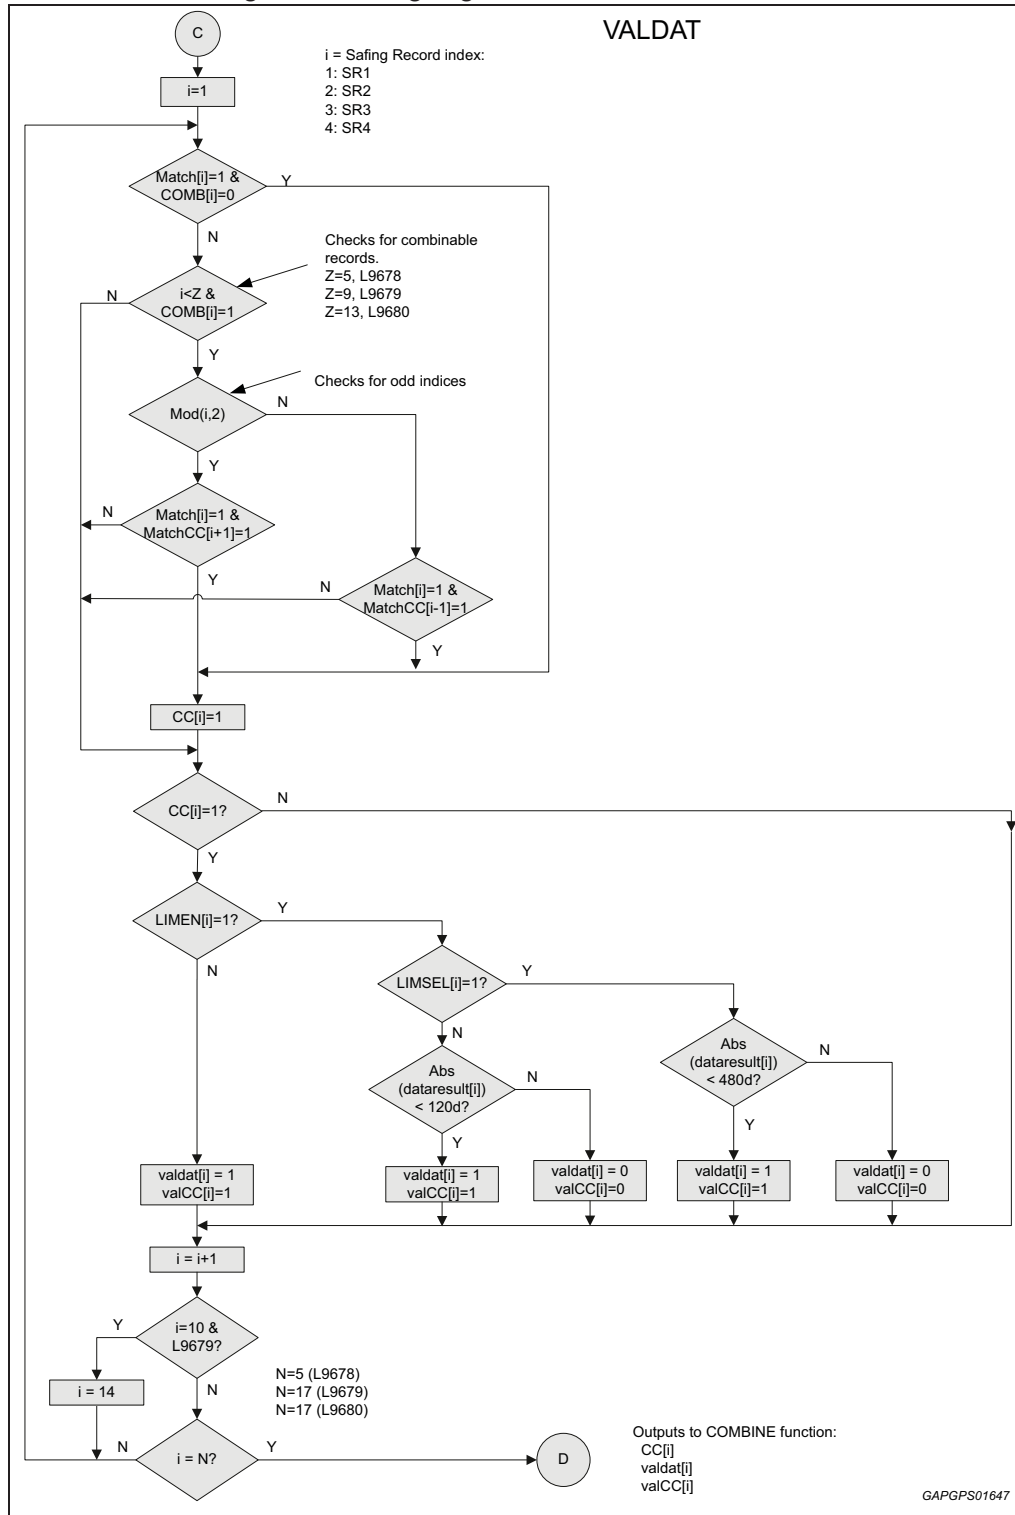 VALDAT
C
i = Safing Record index:
1: SR1
2: SR2
3: SR3
4: SR4
i=1
Match[i]=1 &
COMB[i]=0
Y
N
Checks for combinable
records.
Z=5, L9678
Z=9, L9679
Z=13, L9680
i<Z &
COMB[i]=1
N
Y
Checks for odd indices
Mod(i,2)
N
Y
Match[i]=1 &
MatchCC[i+1]=1
N
Y
Match[i]=1 &
MatchCC[i-1]=1
N
Y
CC[i]=1
CC[i]=1?
N
Y
LIMEN[i]=1?
Y
N
LIMSEL[i]=1?
Y
N
Abs
(dataresult[i])
< 120d?
N
Y
Abs
(dataresult[i])
< 480d?
N
Y
valdat[i] = 1
valCC[i]=1
valdat[i] = 1
valCC[i]=1
valdat[i] = 0
valCC[i]=0
valdat[i] = 1
valCC[i]=1
valdat[i] = 0
valCC[i]=0
i = i+1
i=10 &
L9679?
Y
N
i = 14
N=5 (L9678)
N=17 (L9679)
N=17 (L9680)
i = N?
N
Y
D
Outputs to COMBINE function:
CC[i]
valdat[i]
valCC[i]
GAPGPS01647